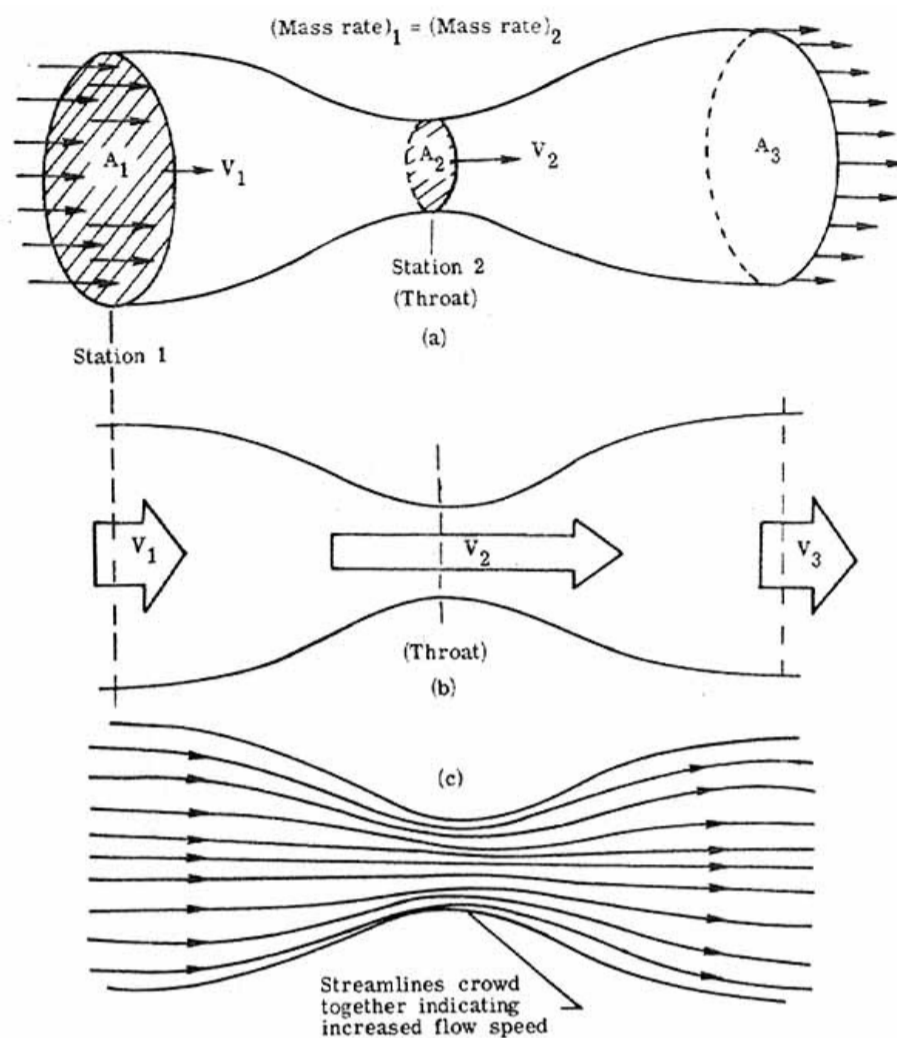 (Mass rate)₁ = (Mass rate)₂
A₁
V₁
A₂
V₂
A₃
Station 2
(Throat)
(a)
Station 1
V₁
V₂
V₃
(Throat)
(b)
(c)
Streamlines crowd
together indicating
increased flow speed